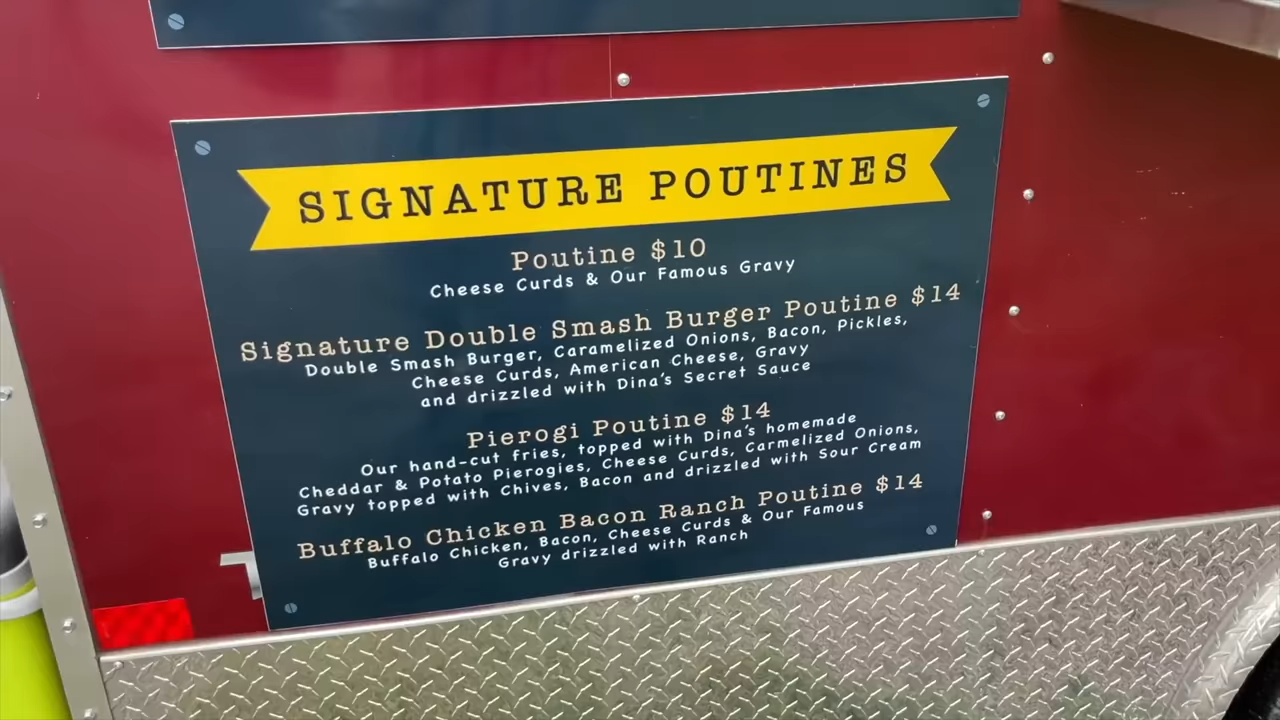 SIGNATURE POUTINES
Poutine $10
Cheese Curds & Our Famous Gravy
Signature Double Smash Burger Poutine $14
Double Smash Burger, Caramelized Onions, Bacon, Pickles,
Cheese Curds, American Cheese, Gravy
and drizzled with Dina's Secret Sauce
Pierogi Poutine $14
Our hand-cut fries, topped with Dina's homemade
Cheddar & Potato Pierogies, Cheese Curds, Carmelized Onions,
Gravy topped with Chives, Bacon and drizzled with Sour Cream
Buffalo Chicken Bacon Ranch Poutine $14
Buffalo Chicken, Bacon, Cheese Curds & Our Famous
Gravy drizzled with Ranch